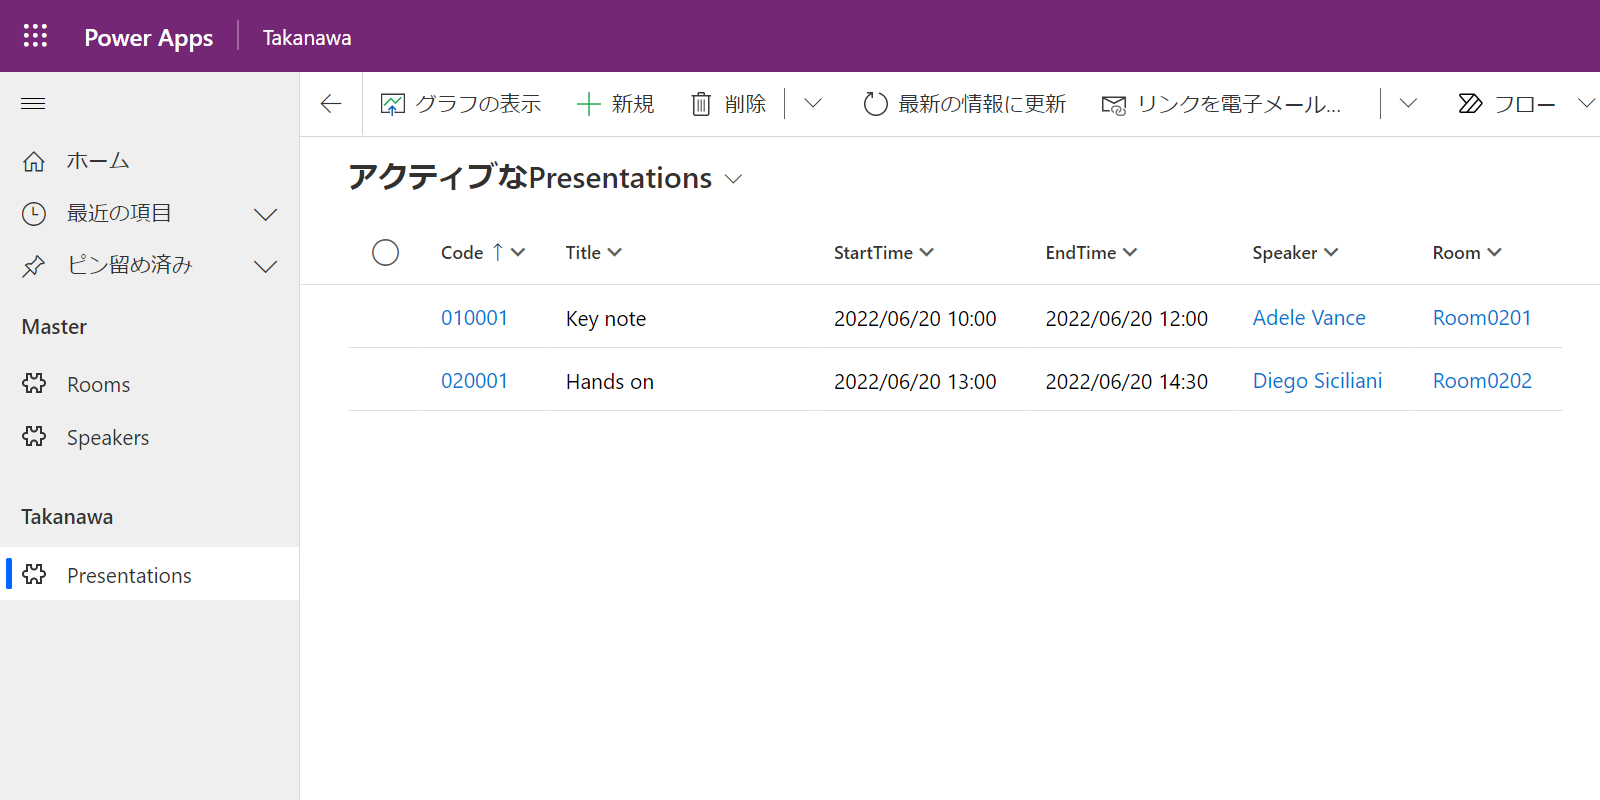 Power Apps Takanawa
グラフの表示 新規 削除 最新の情報に更新 リンクを電子メール... フロー
ホーム
最近の項目
ピン留め済み
Master
Rooms
Speakers
Takanawa
Presentations
アクティブなPresentations
Code Title StartTime EndTime Speaker Room
010001 Key note 2022/06/20 10:00 2022/06/20 12:00 Adele Vance Room0201
020001 Hands on 2022/06/20 13:00 2022/06/20 14:30 Diego Siciliani Room0202